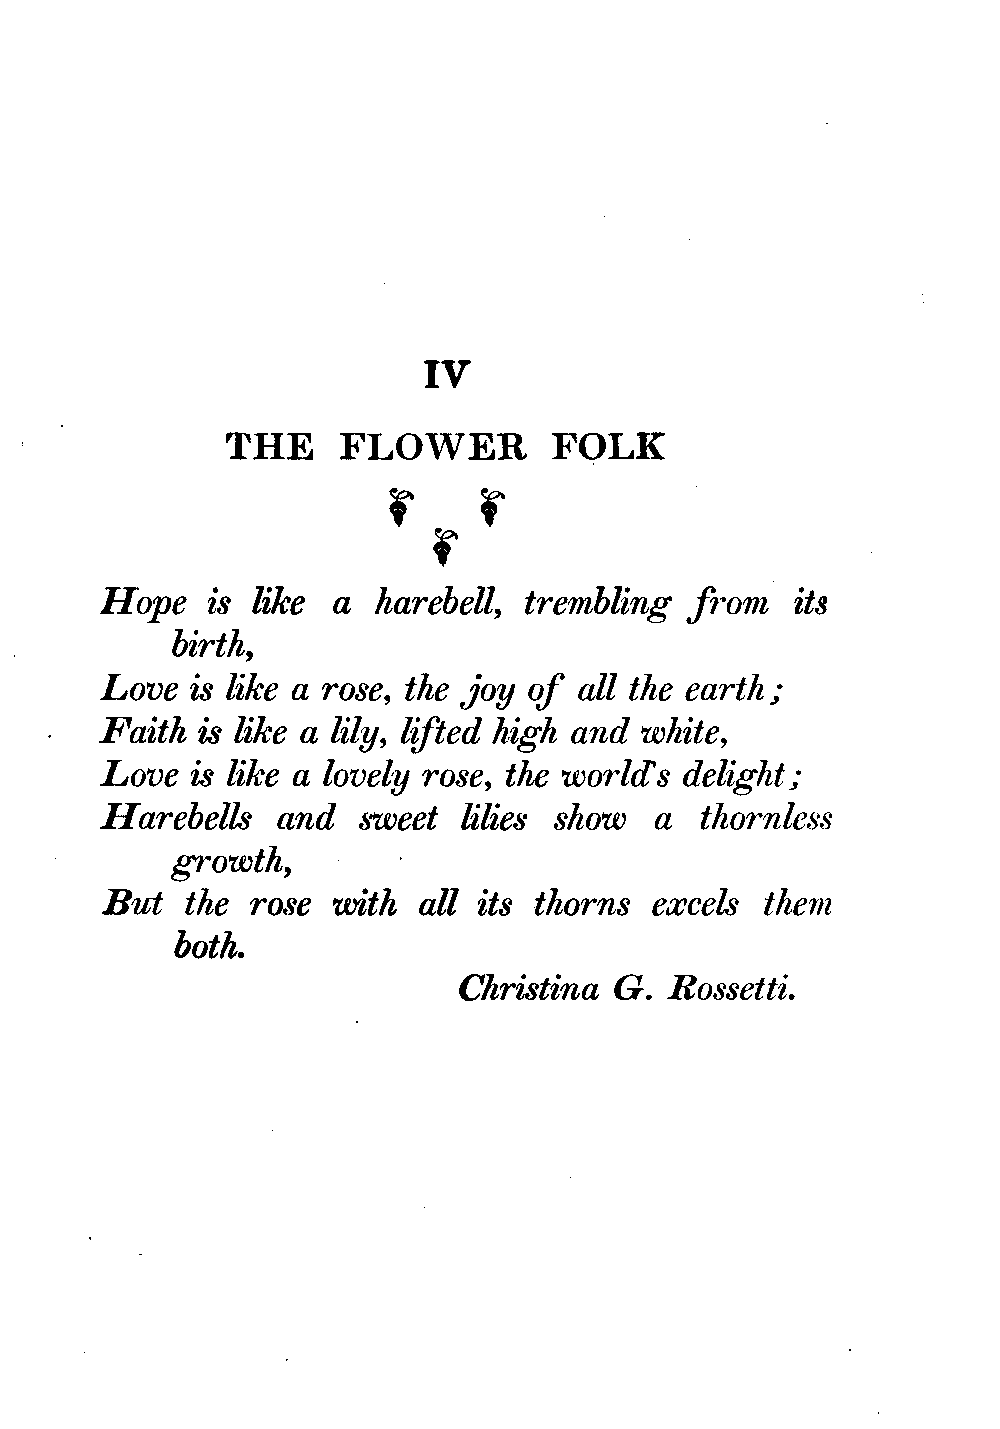 IV
THE FLOWER FOLK
Hope is like a harebell, trembling from its
birth,
Love is like a rose, the joy of all the earth;
Faith is like a lily, lifted high and white,
Love is like a lovely rose, the world's delight;
Harebells and sweet lilies show a thornless
growth,
But the rose with all its thorns excels them
both.
Christina G. Rossetti.